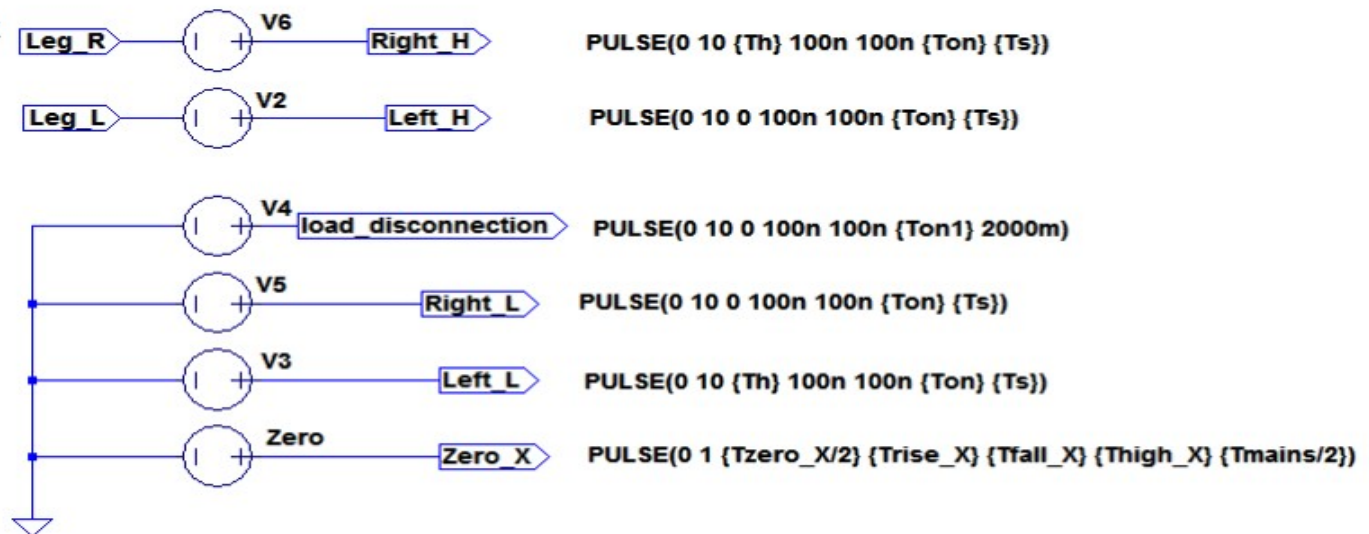 V6
Leg_R Right_H PULSE(0 10 {Th} 100n 100n {Ton} {Ts})
V2
Leg_L Left_H PULSE(0 10 0 100n 100n {Ton} {Ts})
V4
load_disconnection PULSE(0 10 0 100n 100n {Ton1} 2000m)
V5
Right_L PULSE(0 10 0 100n 100n {Ton} {Ts})
V3
Left_L PULSE(0 10 {Th} 100n 100n {Ton} {Ts})
Zero
Zero_X PULSE(0 1 {Tzero_X/2} {Trise_X} {Tfall_X} {Thigh_X} {Tmains/2})